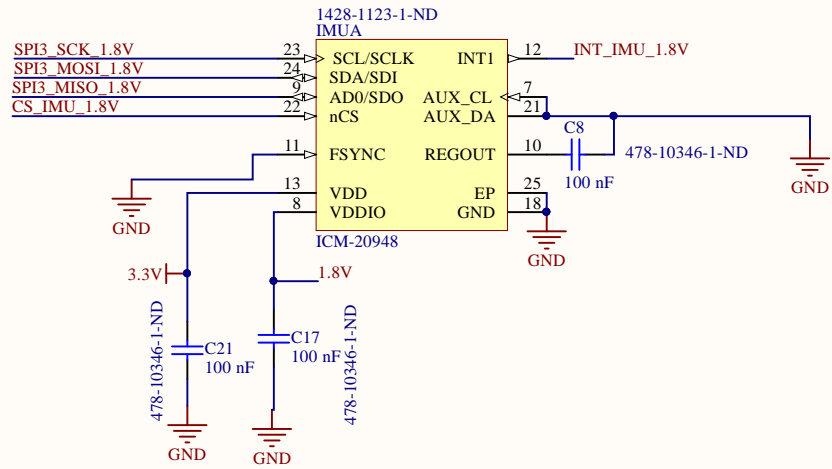 1428-1123-1-ND
IMUA
SPI3_SCK_1.8V
23
SCL/SCLK
INT1
12
INT_IMU_1.8V
SPI3_MOSI_1.8V
24
SDA/SDI
SPI3_MISO_1.8V
9
AD0/SDO
AUX_CL
7
CS_IMU_1.8V
22
nCS
AUX_DA
21
C8
11
FSYNC
REGOUT
10
478-10346-1-ND
100 nF
GND
13
VDD
EP
25
8
VDDIO
GND
18
GND
ICM-20948
GND
3.3V
1.8V
478-10346-1-ND
C21
100 nF
C17
100 nF
478-10346-1-ND
GND
GND